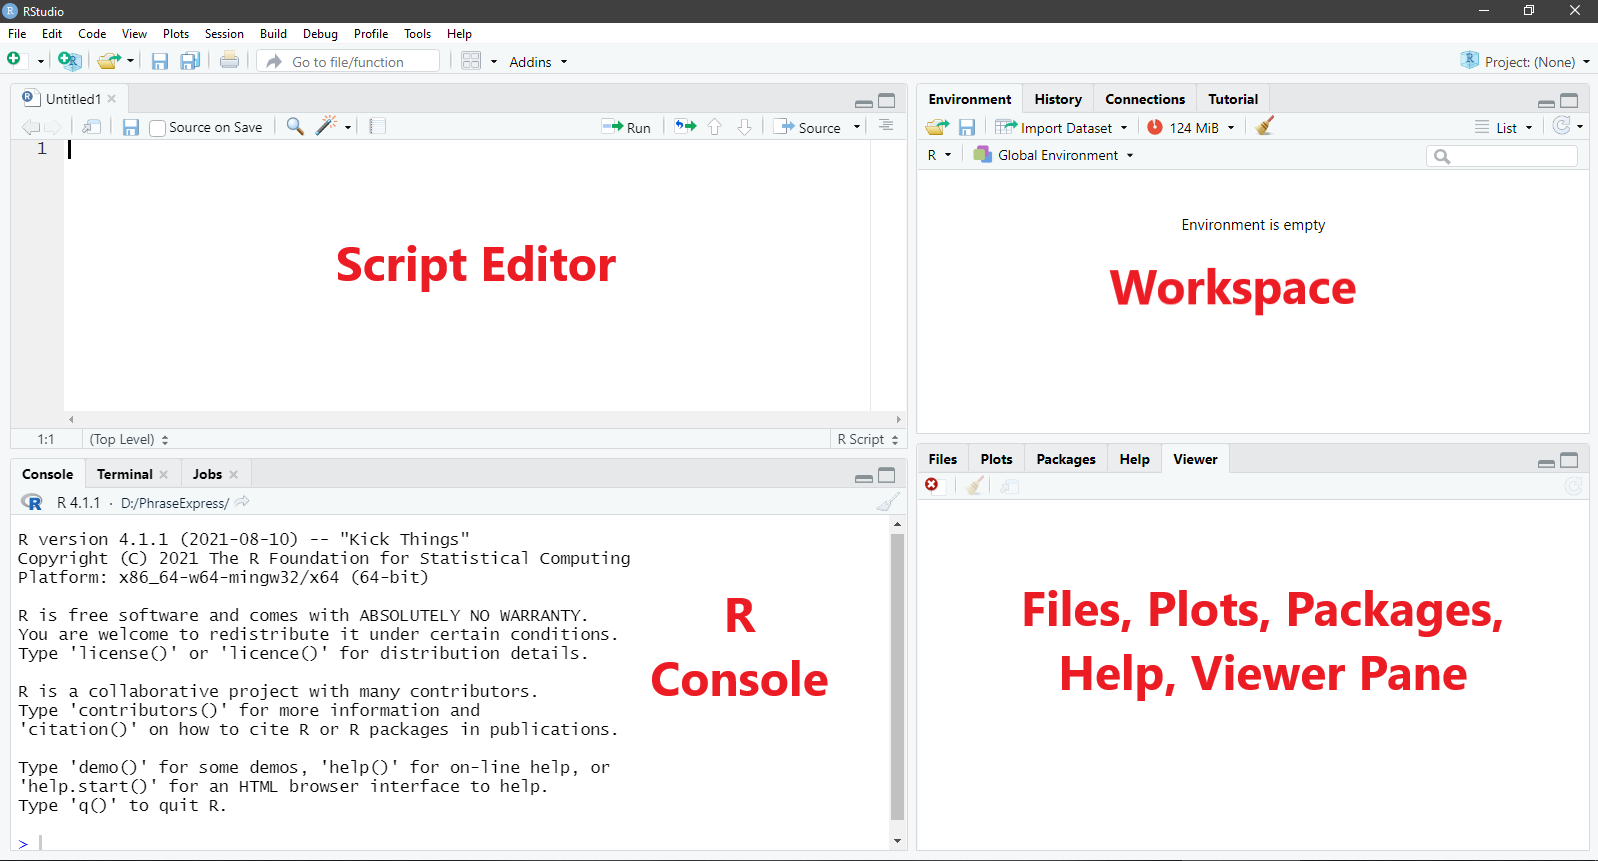 RStudio
File Edit Code View Plots Session Build Debug Profile Tools Help
Go to file/function Addins Project: (None)
Untitled1
Source on Save Run Source
1
Script Editor
1:1 (Top Level) R Script
Environment History Connections Tutorial
Import Dataset 124 MiB List
R Global Environment
Environment is empty
Workspace
Console Terminal Jobs
R R 4.1.1 · D:/PhraseExpress/
R version 4.1.1 (2021-08-10) -- "Kick Things"
Copyright (C) 2021 The R Foundation for Statistical Computing
Platform: x86_64-w64-mingw32/x64 (64-bit)
R is free software and comes with ABSOLUTELY NO WARRANTY.
You are welcome to redistribute it under certain conditions.
Type 'license()' or 'licence()' for distribution details.
R is a collaborative project with many contributors.
Type 'contributors()' for more information and
'citation()' on how to cite R or R packages in publications.
Type 'demo()' for some demos, 'help()' for on-line help, or
'help.start()' for an HTML browser interface to help.
Type 'q()' to quit R.
>
R
Console
Files Plots Packages Help Viewer
Files, Plots, Packages,
Help, Viewer Pane